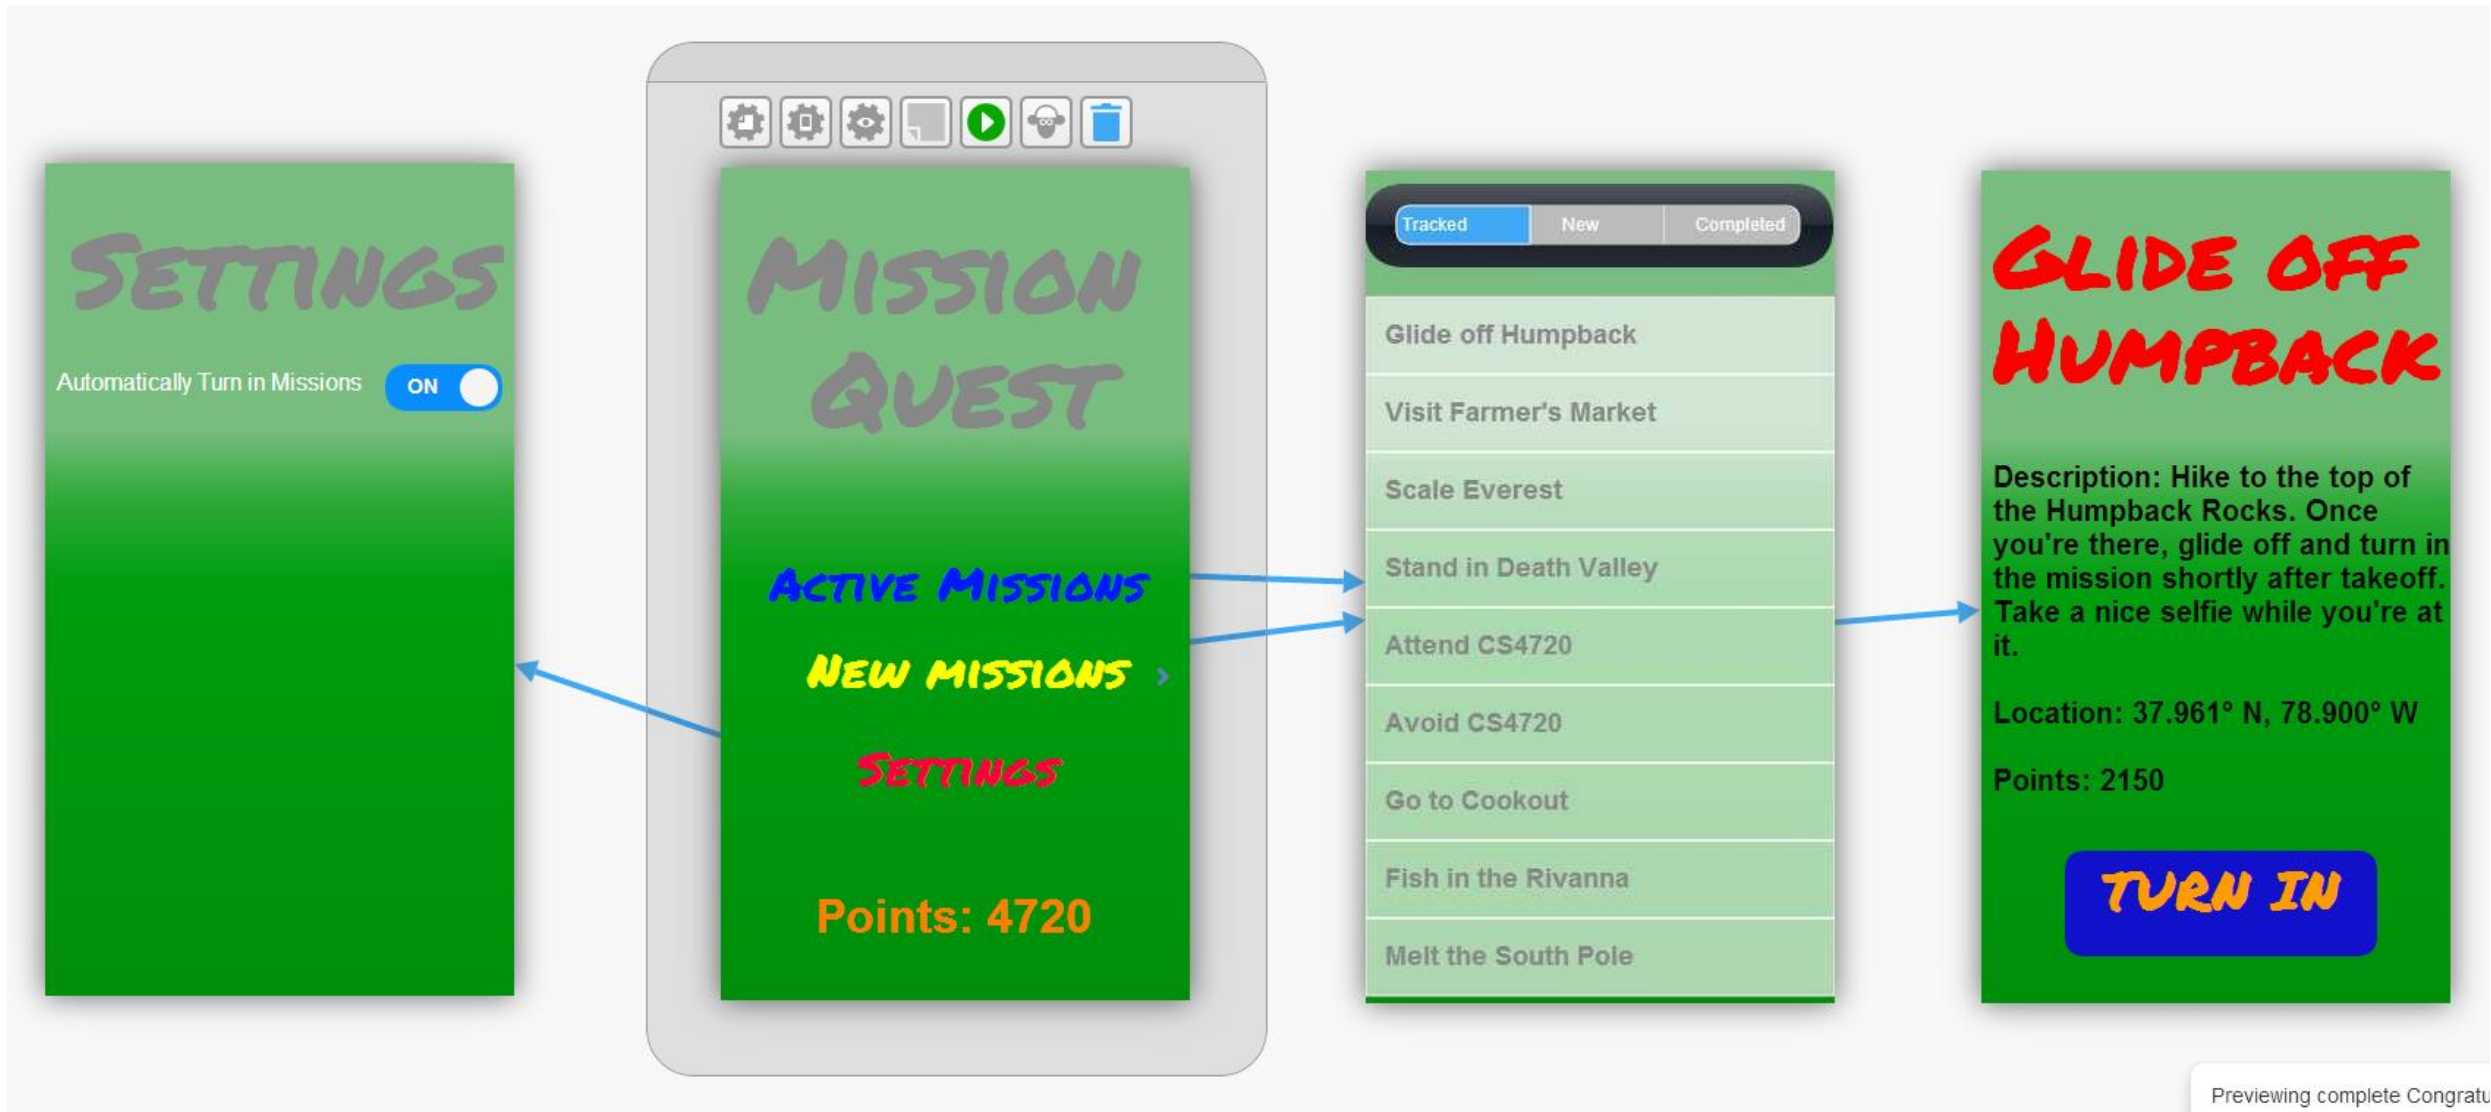 Settings
Automatically Turn in Missions
ON
Mission
Quest
Active Missions
New missions
Settings
Points: 4720
Tracked New Completed
Glide off Humpback
Visit Farmer's Market
Scale Everest
Stand in Death Valley
Attend CS4720
Avoid CS4720
Go to Cookout
Fish in the Rivanna
Melt the South Pole
Glide off
Humpback
Description: Hike to the top of
the Humpback Rocks. Once
you're there, glide off and turn in
the mission shortly after takeoff.
Take a nice selfie while you're at
it.
Location: 37.961° N, 78.900° W
Points: 2150
TURN IN
Previewing complete Congratu